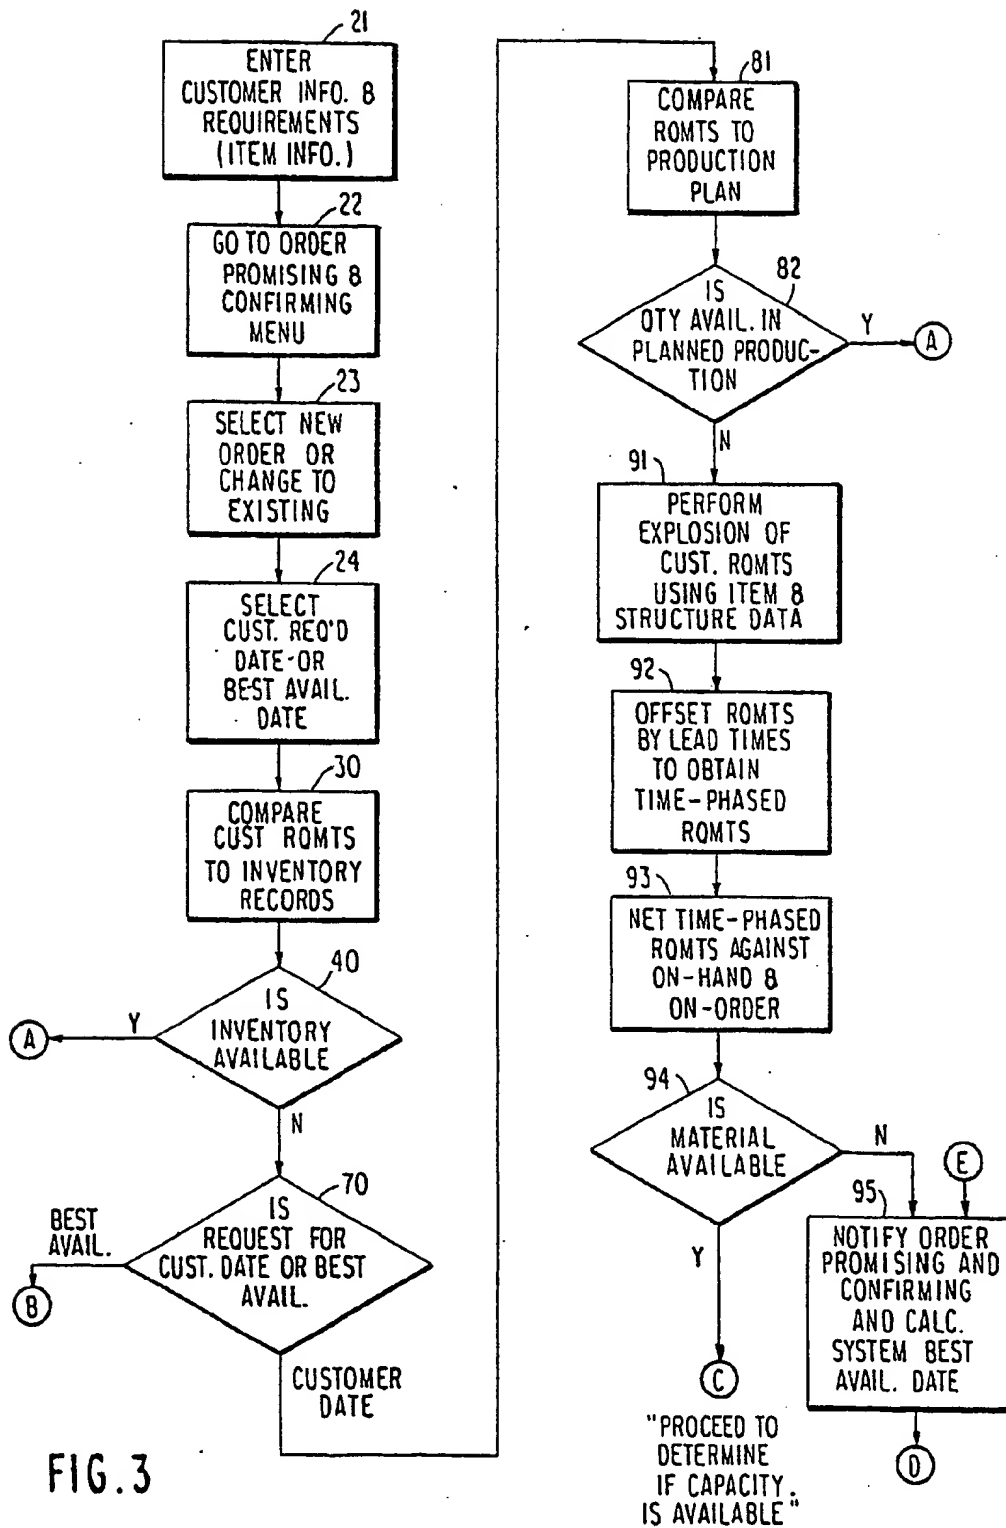 21
ENTER
CUSTOMER INFO. &
REQUIREMENTS
(ITEM INFO.)
22
GO TO ORDER
PROMISING &
CONFIRMING
MENU
23
SELECT NEW
ORDER OR
CHANGE TO
EXISTING
24
SELECT
CUST. REQ'D
DATE-OR
BEST AVAIL.
DATE
30
COMPARE
CUST RQMTS
TO INVENTORY
RECORDS
40
IS
INVENTORY
AVAILABLE
Y
A
N
70
IS
REQUEST FOR
CUST. DATE OR BEST
AVAIL.
BEST
AVAIL.
B
CUSTOMER
DATE
81
COMPARE
RQMTS TO
PRODUCTION
PLAN
82
IS
QTY AVAIL. IN
PLANNED PRODUC-
TION
Y
A
N
91
PERFORM
EXPLOSION OF
CUST. RQMTS
USING ITEM &
STRUCTURE DATA
92
OFFSET RQMTS
BY LEAD TIMES
TO OBTAIN
TIME-PHASED
RQMTS
93
NET TIME-PHASED
RQMTS AGAINST
ON-HAND &
ON-ORDER
94
IS
MATERIAL
AVAILABLE
N
E
Y
C
"PROCEED TO
DETERMINE
IF CAPACITY.
IS AVAILABLE"
95
NOTIFY ORDER
PROMISING AND
CONFIRMING
AND CALC.
SYSTEM BEST
AVAIL. DATE
D
FIG.3